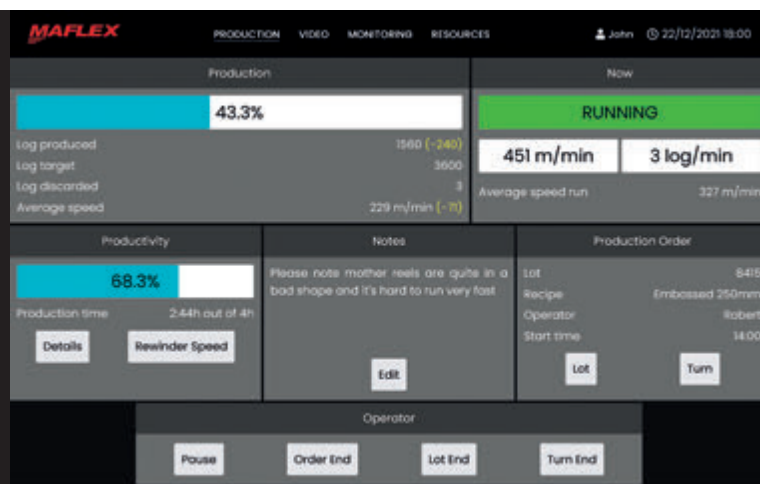 MAFLEX
PRODUCTION VIDEO MONITORING RESOURCES
John 22/12/2021 18:00
Production
43.3%
Log produced 1560 (-240)
Log target 3600
Log discarded 3
Average speed 229 m/min (-71)
Now
RUNNING
451 m/min 3 log/min
Average speed run 327 m/min
Productivity
68.3%
Production time 2:44h out of 4h
Details Rewinder Speed
Notes
Please note mother reels are quite in a
bad shape and it's hard to run very fast
Edit
Production Order
Lot 8415
Recipe Embossed 250mm
Operator Robert
Start time 14:00
Lot Turn
Operator
Pause Order End Lot End Turn End